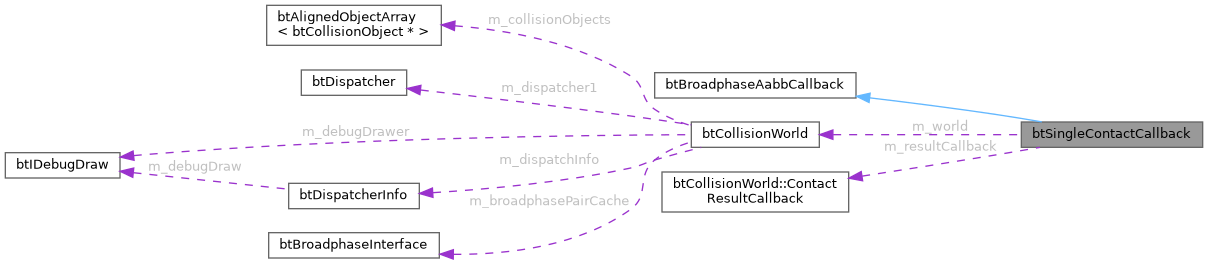 btAlignedObjectArray
< btCollisionObject * >
m_collisionObjects
btDispatcher
m_dispatcher1
btBroadphaseAabbCallback
m_debugDrawer
btCollisionWorld
m_world
btSingleContactCallback
btIDebugDraw
m_debugDraw
m_dispatchInfo
m_resultCallback
btDispatcherInfo
btCollisionWorld::Contact
ResultCallback
m_broadphasePairCache
btBroadphaseInterface